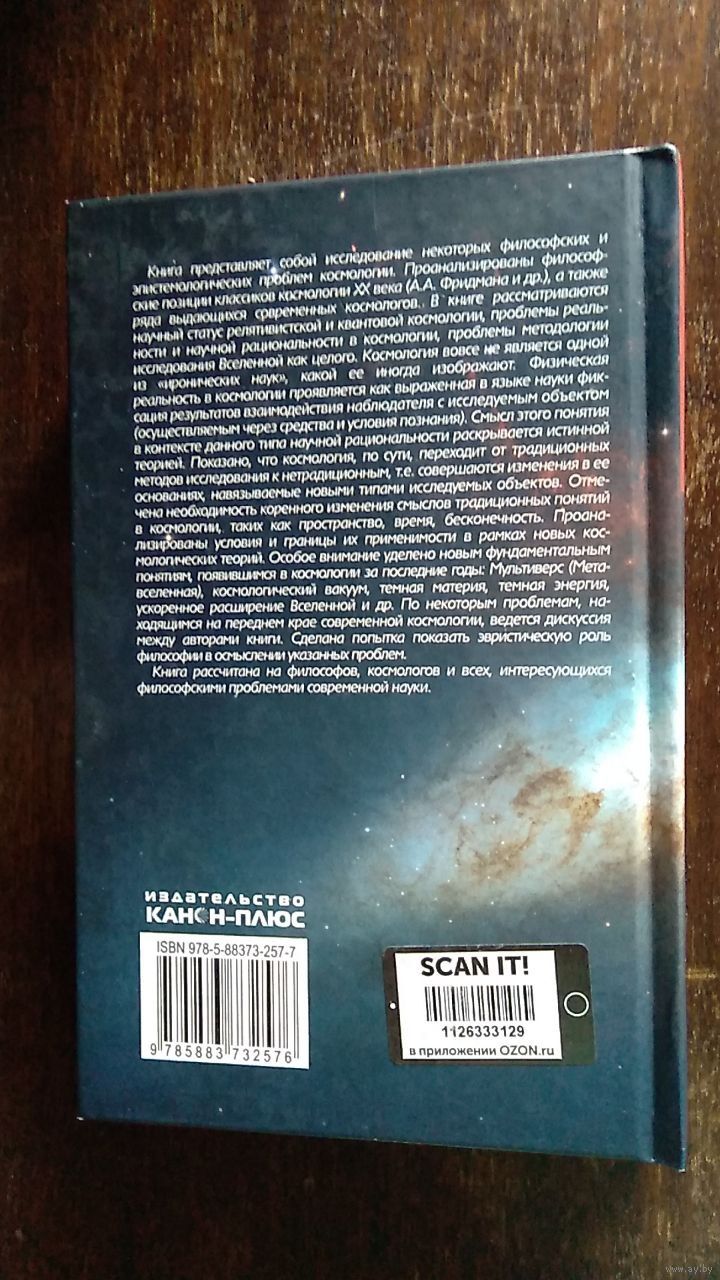 Книга представляет собой исследование некоторых философских и
эпистемологических проблем космологии. Проанализированы философ-
ские позиции классиков космологии XX века (А.А. Фридмана и др.), а также
ряда выдающихся современных космологов. В книге рассматриваются
научный статус релятивистской и квантовой космологии, проблемы реаль-
ности и научной рациональности в космологии, проблемы методологии
исследования Вселенной как целого. Космология вовсе не является одной
из «иронических наук», какой ее иногда изображают. Физическая
реальность в космологии проявляется как выраженная в языке науки фик-
сация результатов взаимодействия наблюдателя с исследуемым объектом
(осуществляемым через средства и условия познания). Смысл этого понятия
в контексте данного типа научной рациональности раскрывается истинной
теорией. Показано, что космология, по сути, переходит от традиционных
методов исследования к нетрадиционным, т.е. совершаются изменения в ее
основаниях, навязываемые новыми типами исследуемых объектов. Отме-
чена необходимость коренного изменения смыслов традиционных понятий
в космологии, таких как пространство, время, бесконечность. Проана-
лизированы условия и границы их применимости в рамках новых кос-
мологических теорий. Особое внимание уделено новым фундаментальным
понятиям, появившимся в космологии за последние годы: Мультиверс (Мета-
вселенная), космологический вакуум, темная материя, темная энергия,
ускоренное расширение Вселенной и др. По некоторым проблемам, на-
ходящимся на переднем крае современной космологии, ведется дискуссия
между авторами книги. Сделана попытка показать эвристическую роль
философии в осмыслении указанных проблем.
Книга рассчитана на философов, космологов и всех, интересующихся
философскими проблемами современной науки.
издательство
КАНОН-ПЛЮС
ISBN 978-5-88373-257-7
9 785883 732576
SCAN IT!
1126333129
в приложении OZON.ru
www.ay.by